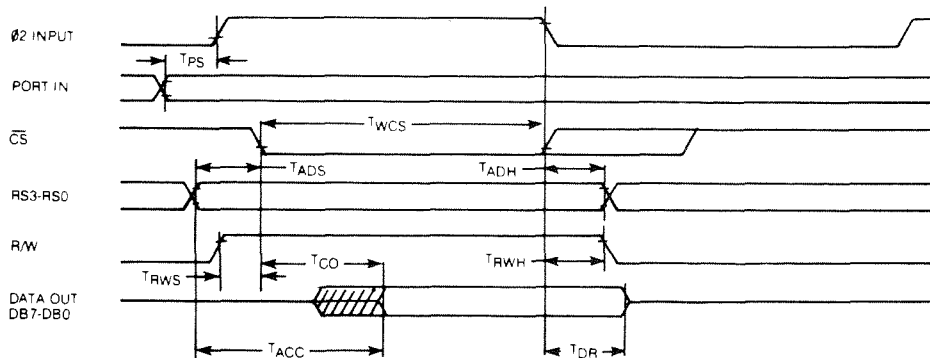 Ø2 INPUT
TPS
PORT IN
TWCS
CS
TADS
TADH
RS3-RS0
R/W
TCO
TRWS
TRWH
DATA OUT
DB7-DB0
TACC
TDR